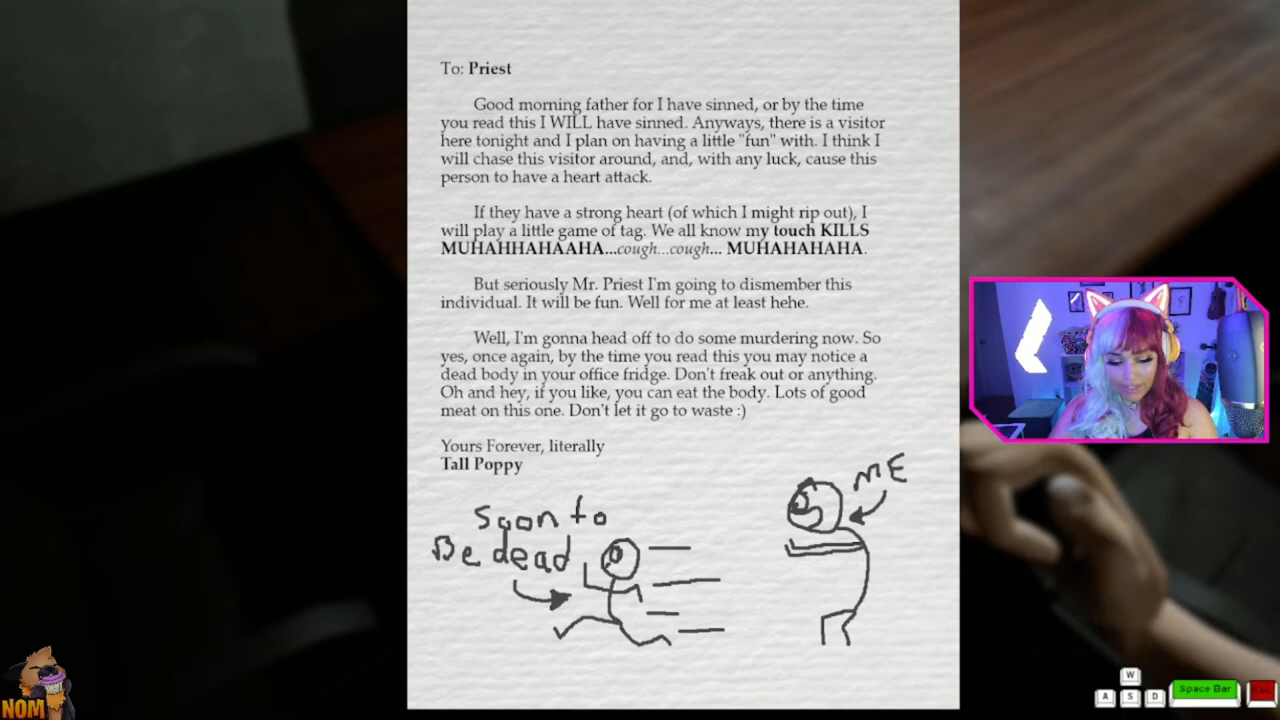 To: Priest
Good morning father for I have sinned, or by the time
you read this I WILL have sinned. Anyways, there is a visitor
here tonight and I plan on having a little "fun" with. I think I
will chase this visitor around, and, with any luck, cause this
person to have a heart attack.
If they have a strong heart (of which I might rip out), I
will play a little game of tag. We all know my touch KILLS
MUHAHHAHAAHA...cough...cough... MUHAHAHAHA.
But seriously Mr. Priest I'm going to dismember this
individual. It will be fun. Well for me at least hehe.
Well, I'm gonna head off to do some murdering now. So
yes, once again, by the time you read this you may notice a
dead body in your office fridge. Don't freak out or anything.
Oh and hey, if you like, you can eat the body. Lots of good
meat on this one. Don't let it go to waste :)
Yours Forever, literally
Tall Poppy
ME
Soon to
Be dead
NOM
W
A S D
Space Bar
Esc